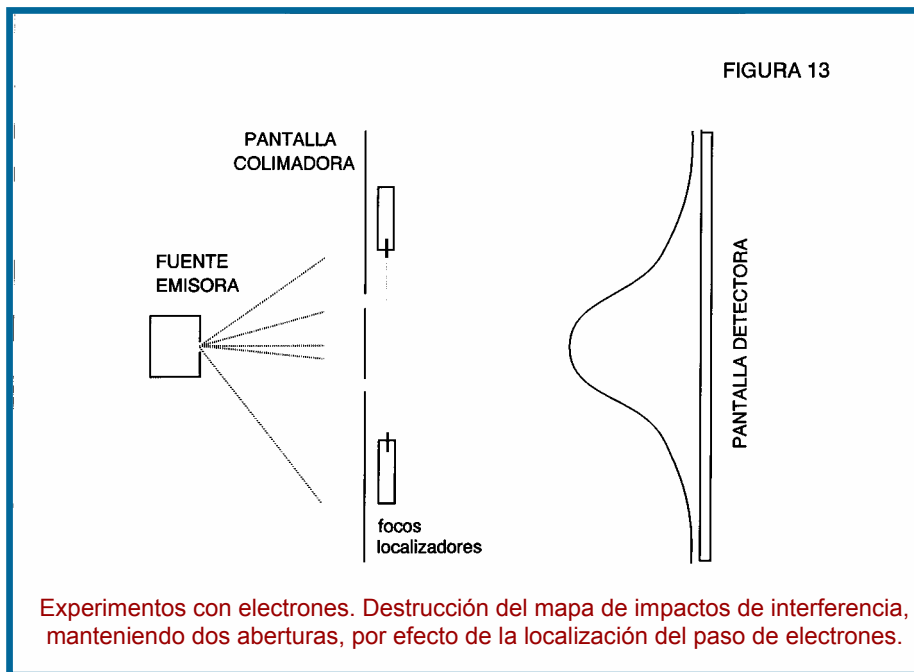 FIGURA 13
PANTALLA
COLIMADORA
FUENTE
EMISORA
PANTALLA DETECTORA
focos
localizadores
Experimentos con electrones. Destrucción del mapa de impactos de interferencia,
manteniendo dos aberturas, por efecto de la localización del paso de electrones.